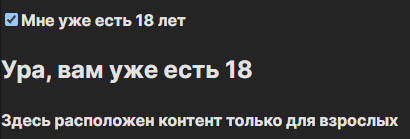 Мне уже есть 18 лет
Ура, вам уже есть 18
Здесь расположен контент только для взрослых